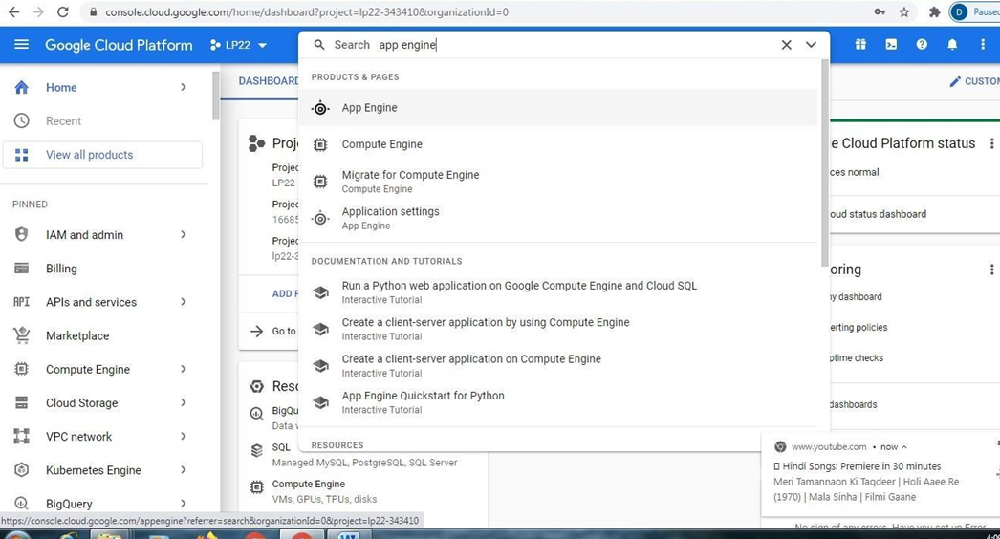 console.cloud.google.com/home/dashboard?project=lp22-343410&organizationId=0
D Paused
Google Cloud Platform LP22
Search app engine
Home
Recent
View all products
PINNED
IAM and admin
Billing
API APIs and services
Marketplace
Compute Engine
Cloud Storage
VPC network
Kubernetes Engine
BigQuery
DASHBOARD
LP22
16685
lp22-3
Go to
BigQu
Data
SQL
Managed MySQL, PostgreSQL, SQL Server
Compute Engine
VMs, GPUs, TPUs, disks
PRODUCTS & PAGES
App Engine
Compute Engine
Migrate for Compute Engine
Compute Engine
Application settings
App Engine
DOCUMENTATION AND TUTORIALS
Run a Python web application on Google Compute Engine and Cloud SQL
Interactive Tutorial
Create a client-server application by using Compute Engine
Interactive Tutorial
Create a client-server application on Compute Engine
Interactive Tutorial
App Engine Quickstart for Python
Interactive Tutorial
RESOURCES
CUSTOM
e Cloud Platform status
ces normal
oud status dashboard
oring
dashboard
erting policies
ptime checks
dashboards
www.youtube.com • now
Hindi Songs: Premiere in 30 minutes
Meri Tamannaon Ki Taqdeer | Holi Aaee Re
(1970) | Mala Sinha | Filmi Gaane
No sign of any errors. Have you set up Error
https://console.cloud.google.com/appengine?referrer=search&organizationId=0&project=lp22-343410